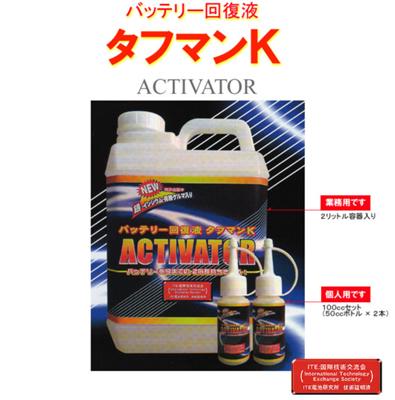 バッテリー回復液
タフマンK
ACTIVATOR
NEW
バッテリー回復液 タフマンK
ACTIVATOR
業務用です
2リットル容器入り
個人用です
100ccセット
(50ccボトル × 2本)
ITE:国際技術交流会
International Technology
Exchange Society
ITE電池研究所 技術証明済